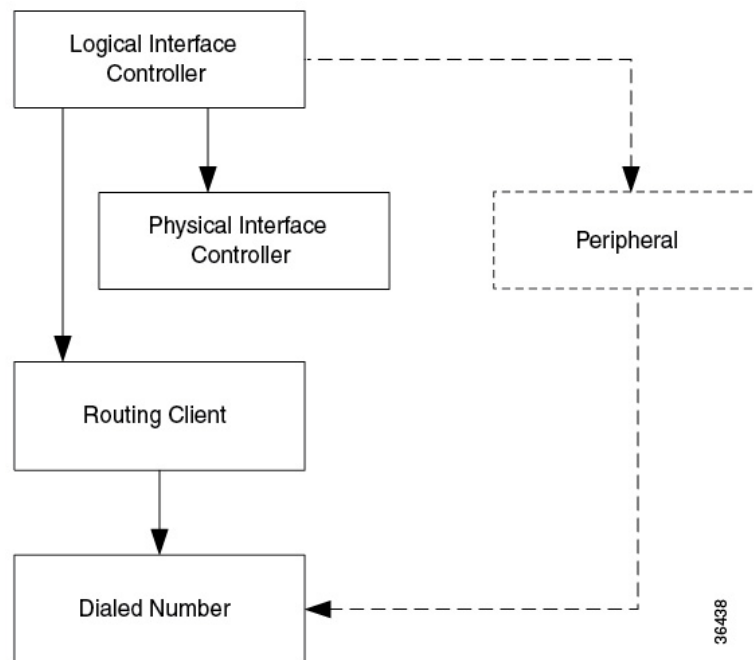 Logical Interface
Controller
Physical Interface
Controller
Peripheral
Routing Client
Dialed Number
36438